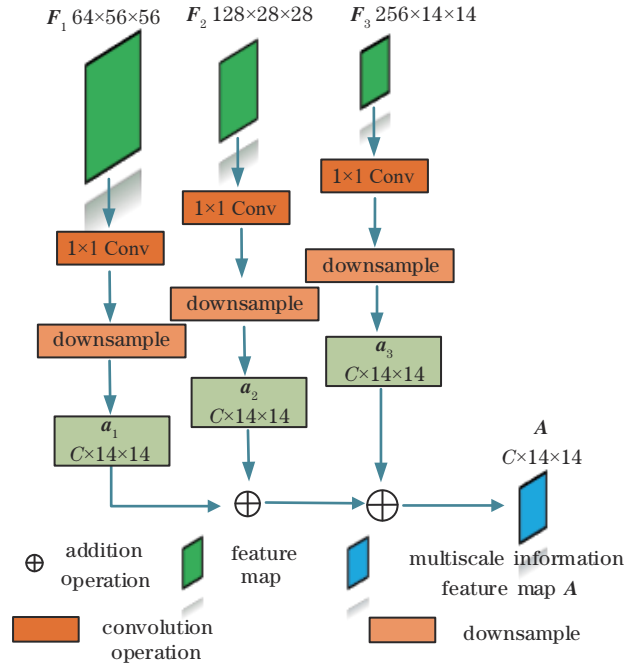 F₁ 64×56×56
F₂ 128×28×28
F₃ 256×14×14
1×1 Conv
1×1 Conv
1×1 Conv
downsample
downsample
downsample
a₃
C×14×14
a₂
C×14×14
a₁
C×14×14
A
C×14×14
addition
operation
feature
map
multiscale information
feature map A
convolution
operation
downsample